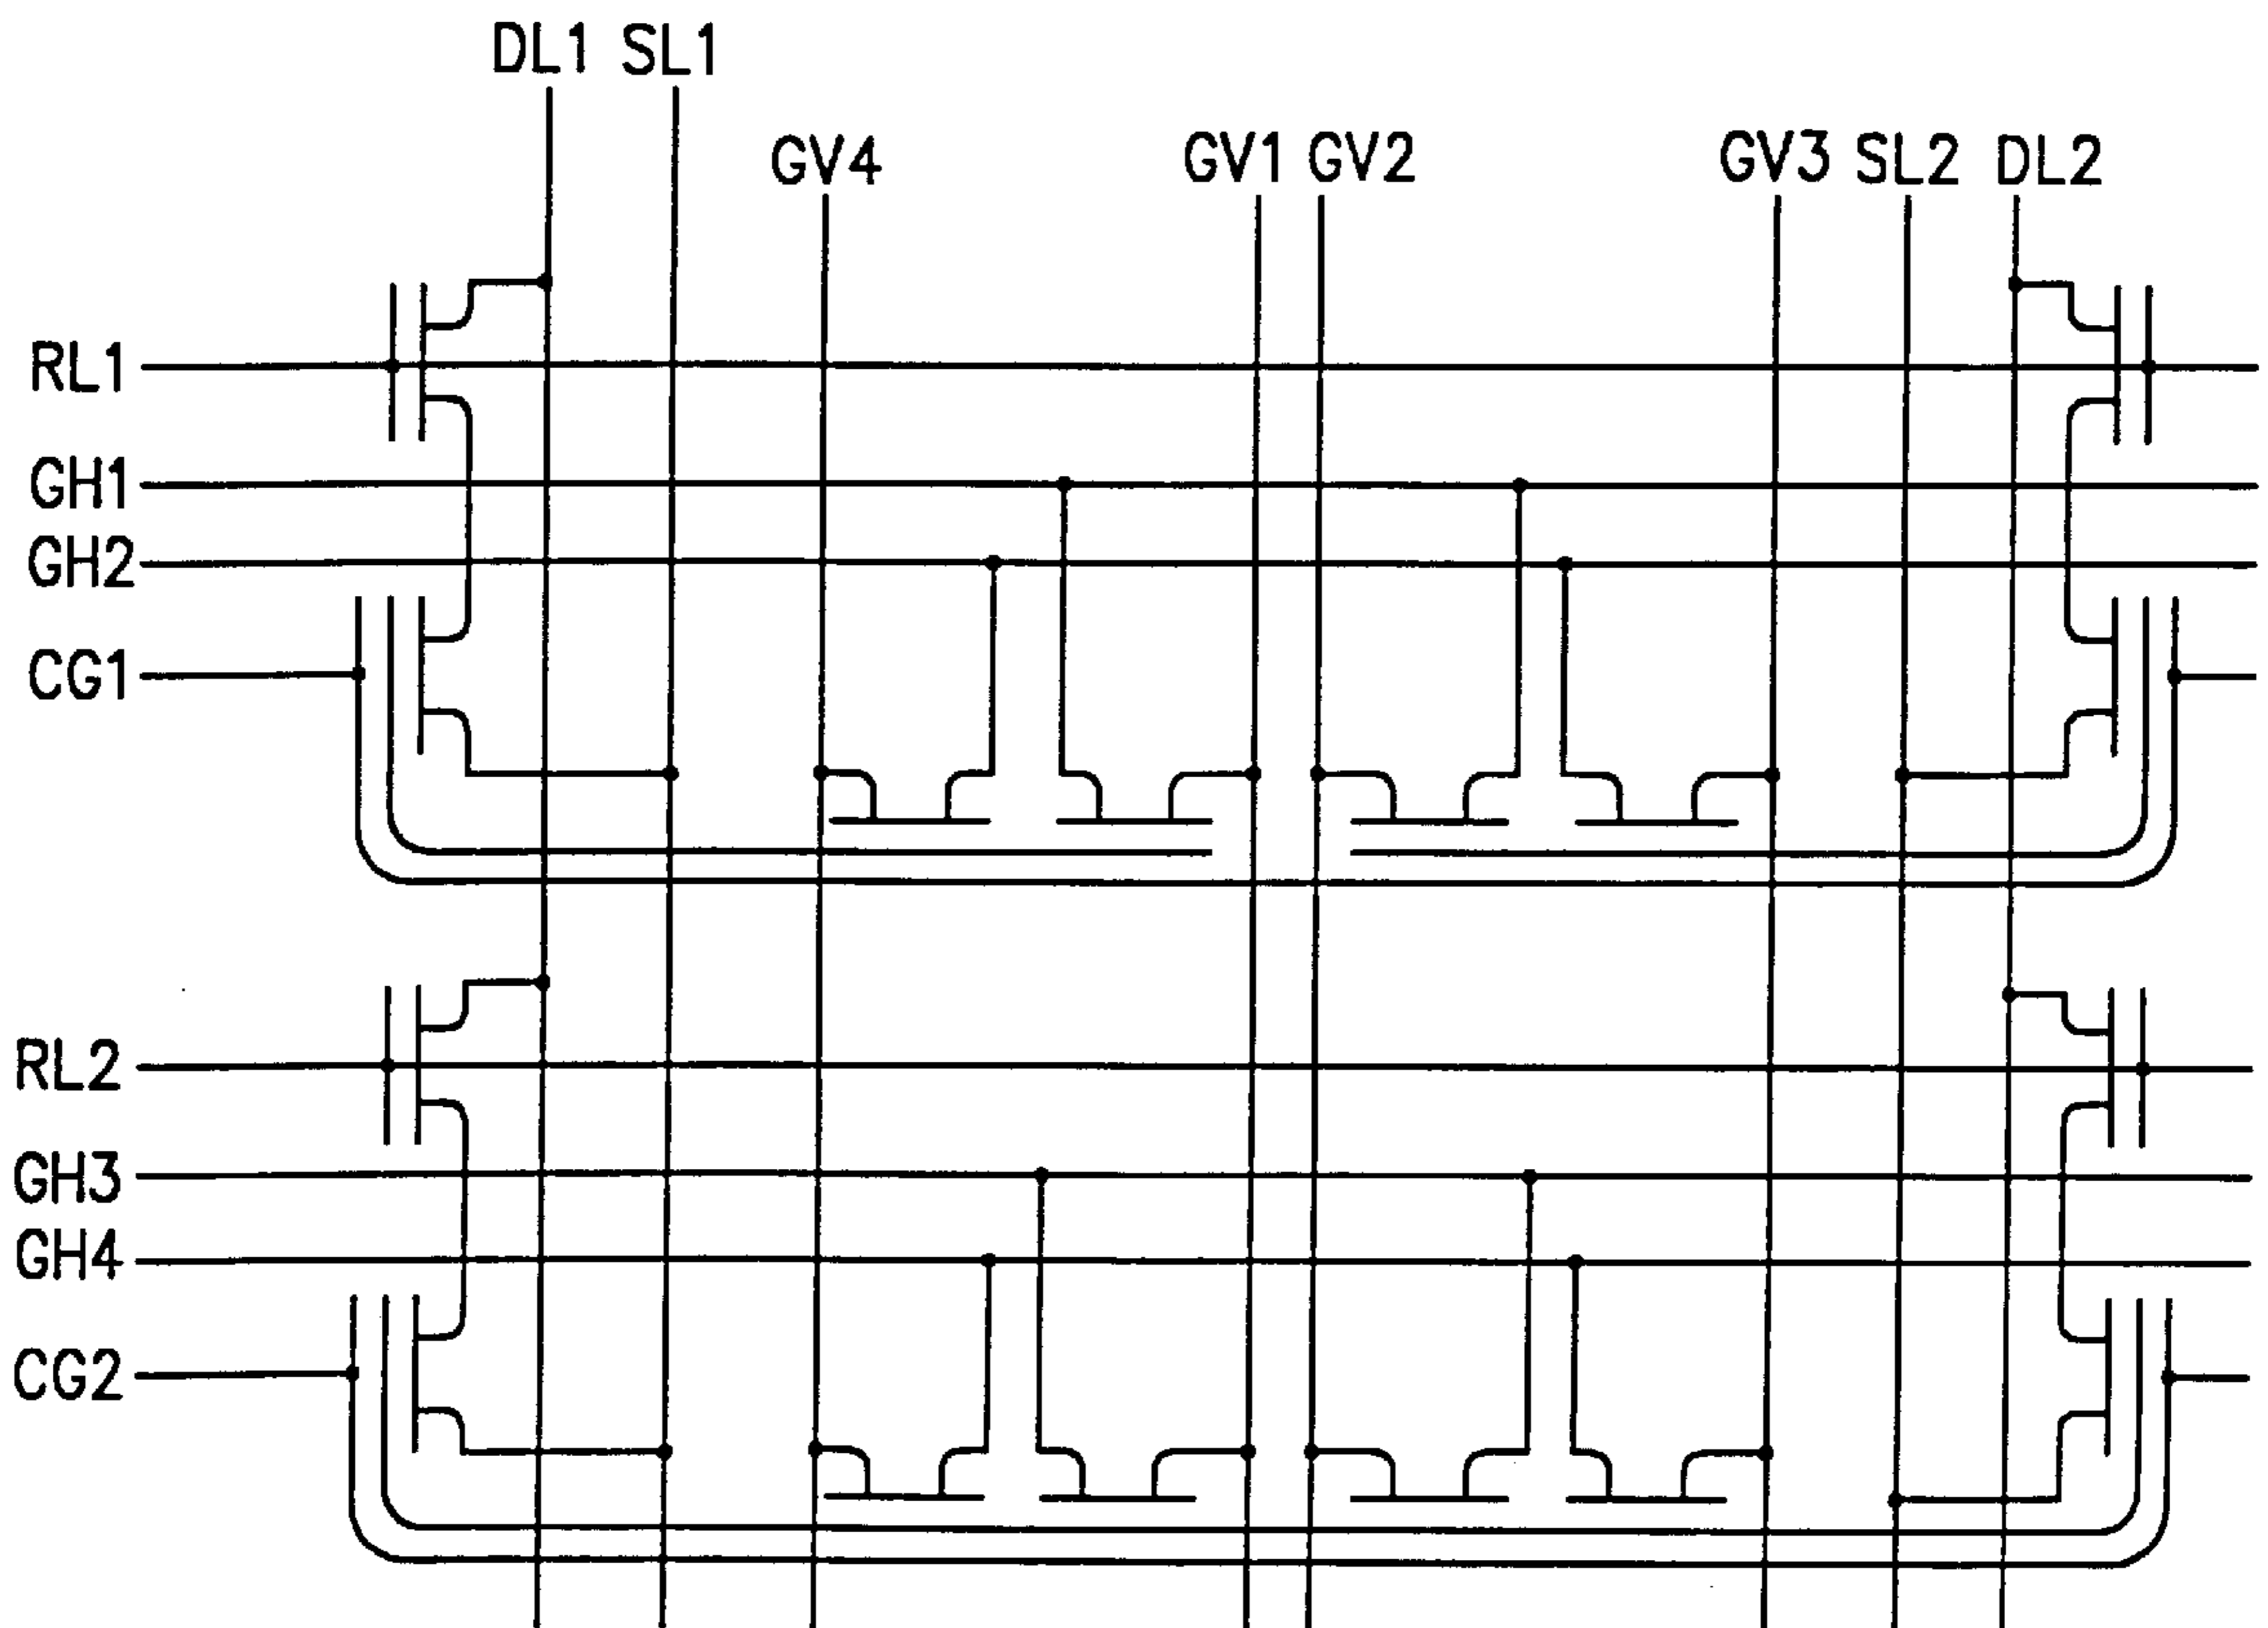 DL1 SL1
GV4 GV1 GV2 GV3 SL2 DL2
RL1
GH1
GH2
CG1
RL2
GH3
GH4
CG2